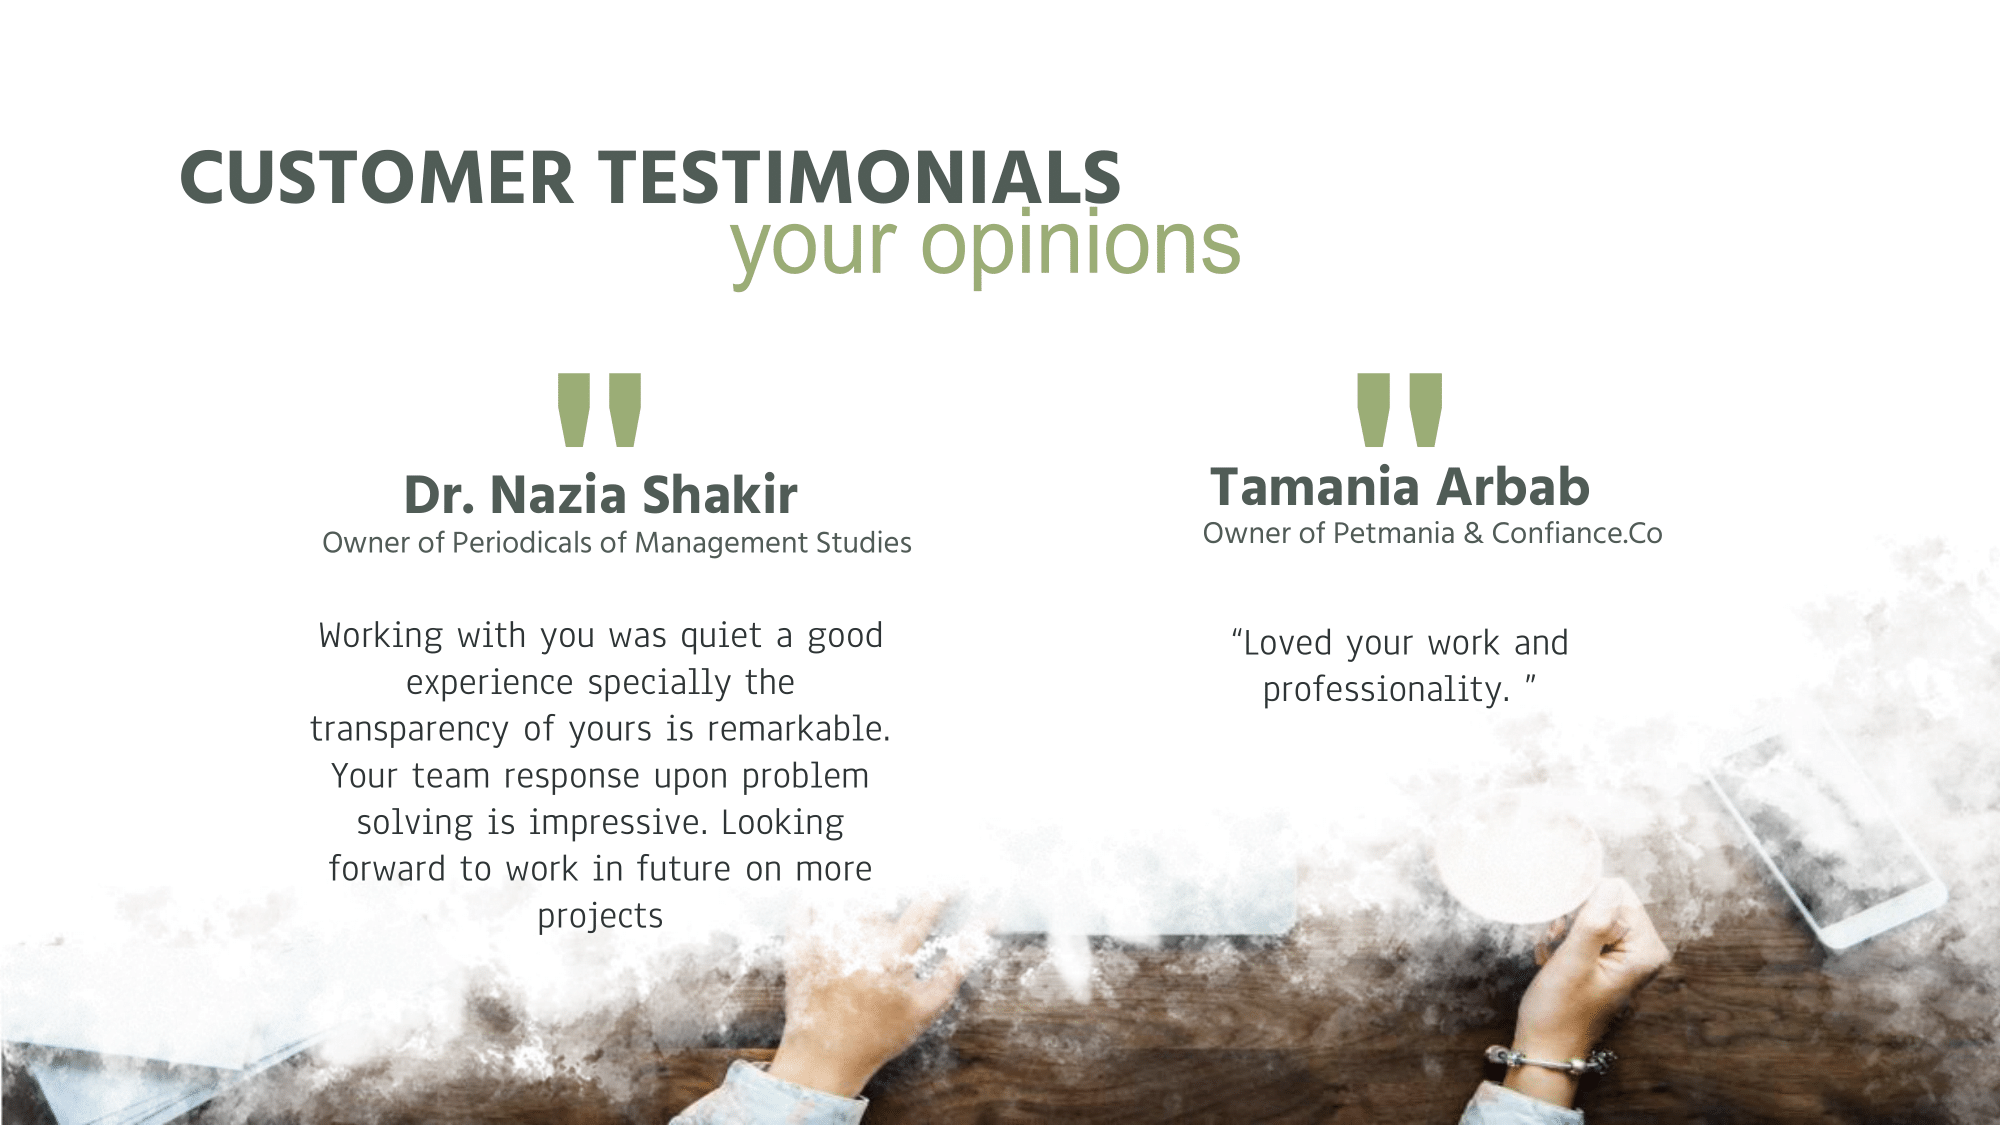 CUSTOMER TESTIMONIALS
your opinions
"
Dr. Nazia Shakir
Owner of Periodicals of Management Studies
Working with you was quiet a good
experience specially the
transparency of yours is remarkable.
Your team response upon problem
solving is impressive. Looking
forward to work in future on more
projects
"
Tamania Arbab
Owner of Petmania & Confiance.Co
“Loved your work and
professionality. ”